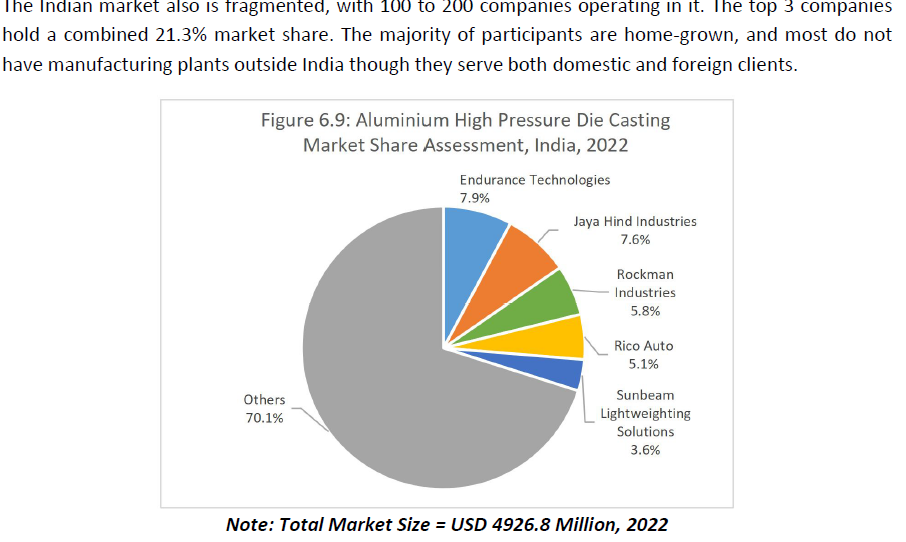 The Indian market also is fragmented, with 100 to 200 companies operating in it. The top 3 companies
hold a combined 21.3% market share. The majority of participants are home-grown, and most do not
have manufacturing plants outside India though they serve both domestic and foreign clients.
Figure 6.9: Aluminium High Pressure Die Casting
Market Share Assessment, India, 2022
Endurance Technologies
7.9%
Jaya Hind Industries
7.6%
Rockman
Industries
5.8%
Rico Auto
5.1%
Sunbeam
Lightweighting
Solutions
3.6%
Others
70.1%
Note: Total Market Size = USD 4926.8 Million, 2022